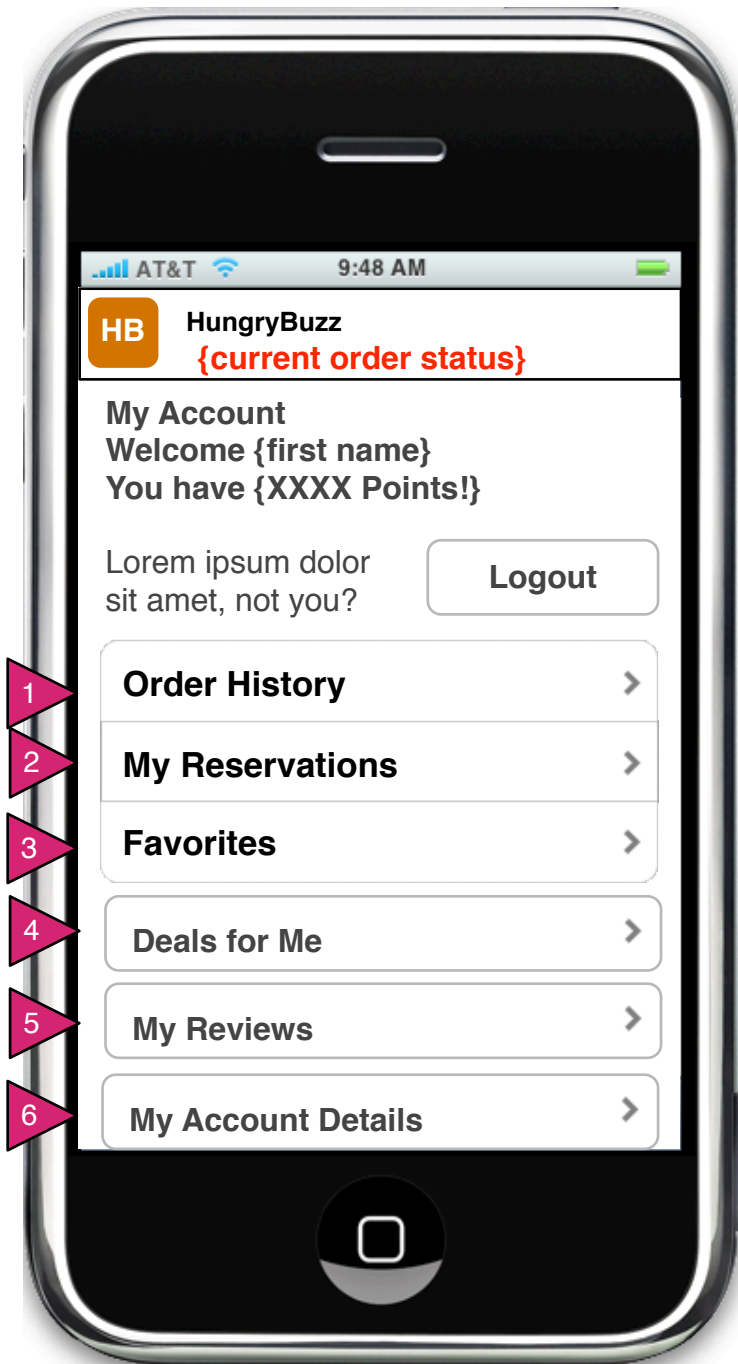 AT&T 9:48 AM
HB HungryBuzz
{current order status}
My Account
Welcome {first name}
You have {XXXX Points!}
Lorem ipsum dolor
sit amet, not you?
Logout
1 Order History
2 My Reservations
3 Favorites
4 Deals for Me
5 My Reviews
6 My Account Details